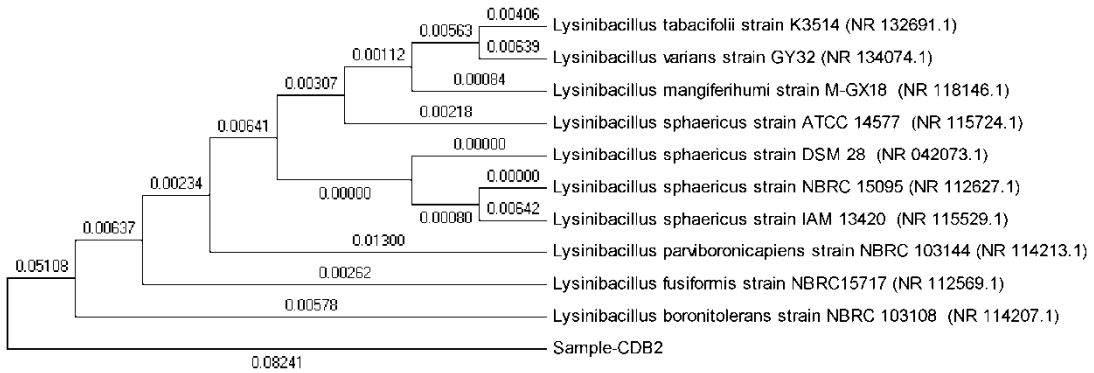 0.00406
Lysinibacillus tabacifolii strain K3514 (NR 132691.1)
0.00563
0.00639
Lysinibacillus varians strain GY32 (NR 134074.1)
0.00112
0.00084
Lysinibacillus mangiferihumi strain M-GX18 (NR 118146.1)
0.00307
0.00218
Lysinibacillus sphaericus strain ATCC 14577 (NR 115724.1)
0.00641
0.00000
Lysinibacillus sphaericus strain DSM 28 (NR 042073.1)
0.00000
0.00000
Lysinibacillus sphaericus strain NBRC 15095 (NR 112627.1)
0.00080
0.00642
Lysinibacillus sphaericus strain IAM 13420 (NR 115529.1)
0.00234
0.01300
Lysinibacillus parviboronicapiens strain NBRC 103144 (NR 114213.1)
0.00637
0.00262
Lysinibacillus fusiformis strain NBRC15717 (NR 112569.1)
0.05108
0.00578
Lysinibacillus boronitolerans strain NBRC 103108 (NR 114207.1)
Sample-CDB2
0.08241